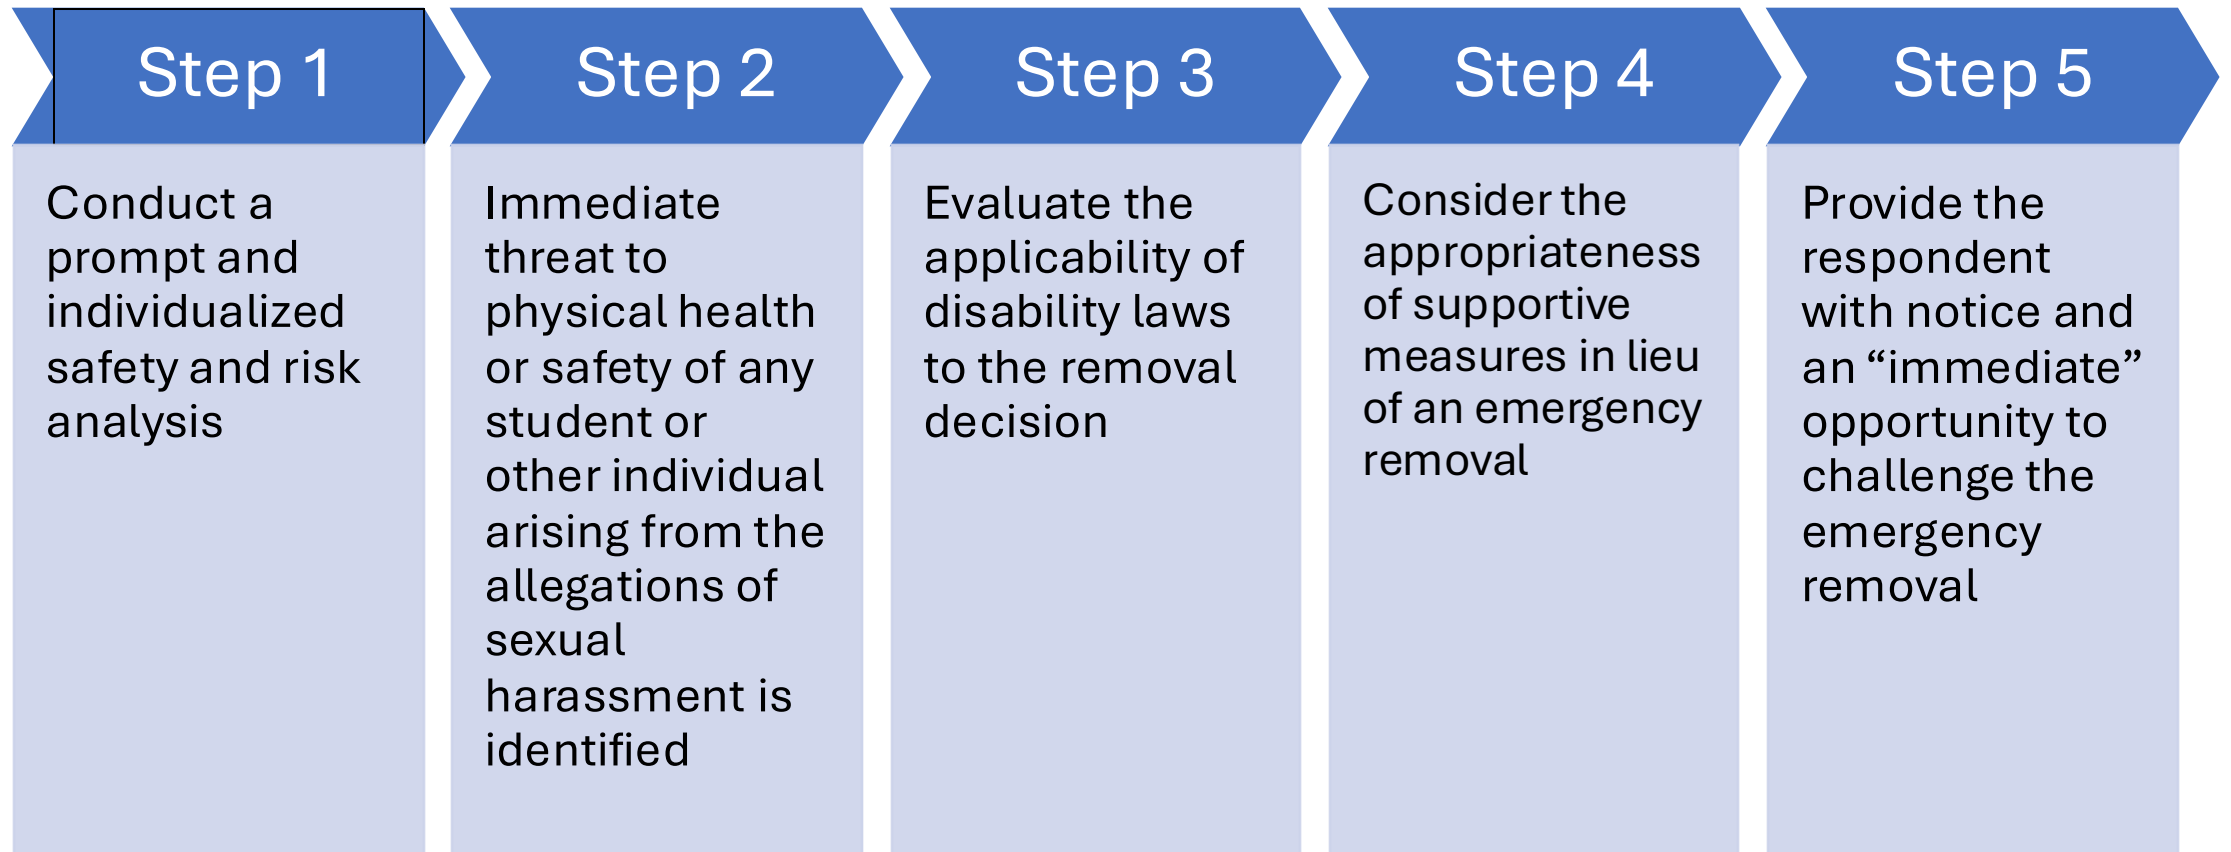 Step 1
Conduct a
prompt and
individualized
safety and risk
analysis
Step 2
Immediate
threat to
physical health
or safety of any
student or
other individual
arising from the
allegations of
sexual
harassment is
identified
Step 3
Evaluate the
applicability of
disability laws
to the removal
decision
Step 4
Consider the
appropriateness
of supportive
measures in lieu
of an emergency
removal
Step 5
Provide the
respondent
with notice and
an “immediate”
opportunity to
challenge the
emergency
removal